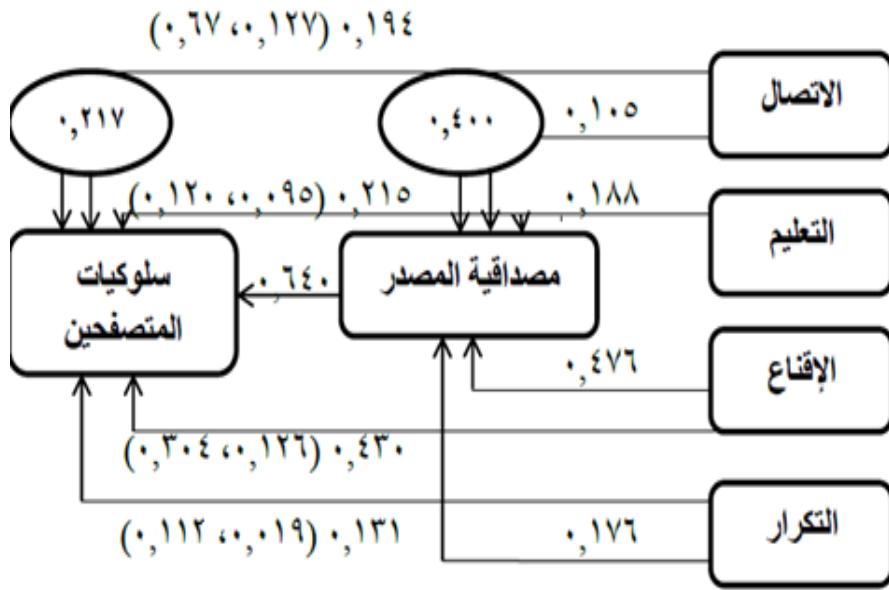 ٠,١٩٤ (٠,٦٧ ،٠,١٢٧)
الاتصال
٠,١٠٥
٠,٤٠٠
٠,٢١٧
التعليم
٠,١٨٨
٠,٢١٥ (٠,١٢٠ ،٠,٠٩٥)
مصداقية المصدر
٠,٦٤٠
سلوكيات
المتصفحين
الإقناع
٠,٤٧٦
٠,٤٣٠ (٠,٣٠٤ ،٠,١٢٦)
التكرار
٠,١٧٦
٠,١٣١ (٠,١١٢ ،٠,٠١٩)